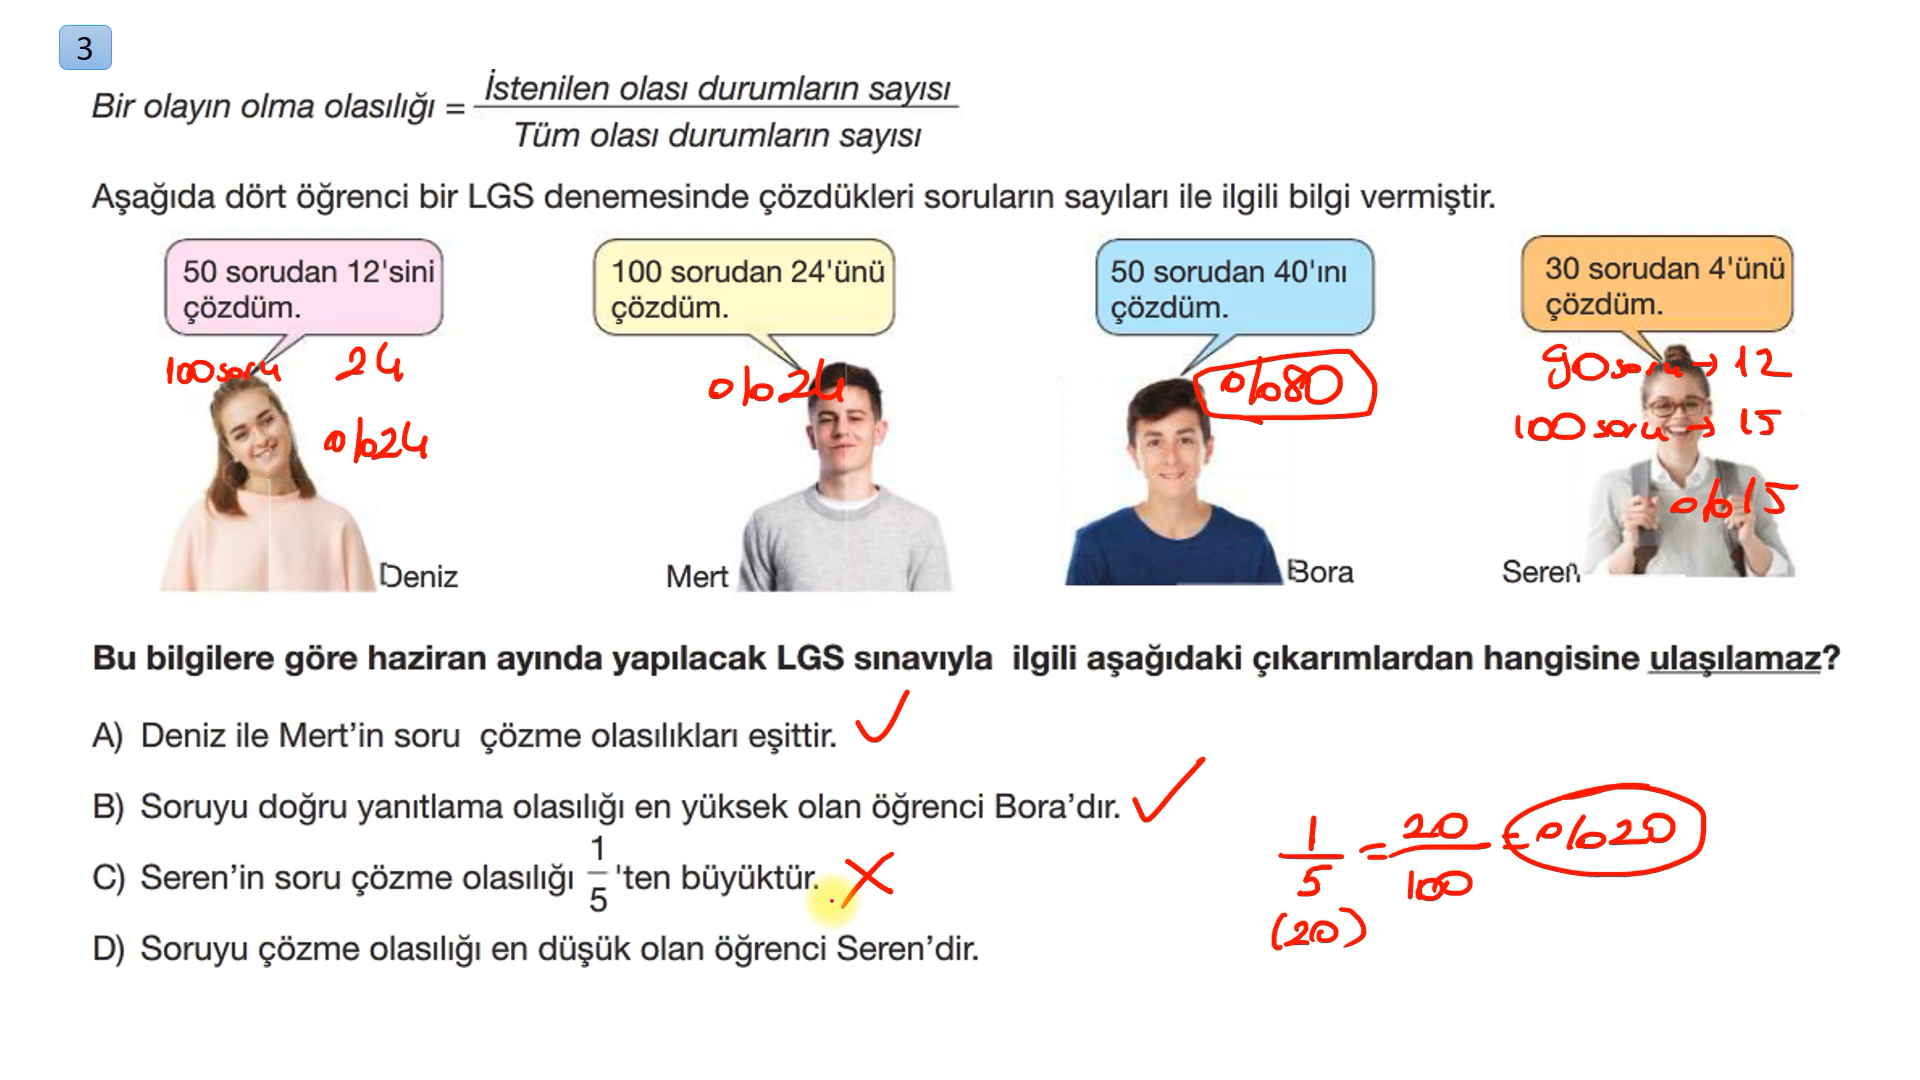 3
Bir olayın olma olasılığı = İstenilen olası durumların sayısı
Tüm olası durumların sayısı
Aşağıda dört öğrenci bir LGS denemesinde çözdükleri soruların sayıları ile ilgili bilgi vermiştir.
50 sorudan 12'sini
çözdüm.
100 soru 24
%24
Deniz
100 sorudan 24'ünü
çözdüm.
%24
Mert
50 sorudan 40'ını
çözdüm.
%80
Bora
30 sorudan 4'ünü
çözdüm.
90 soru → 12
100 soru → 15
%15
Seren
Bu bilgilere göre haziran ayında yapılacak LGS sınavıyla ilgili aşağıdaki çıkarımlardan hangisine ulaşılamaz?
A) Deniz ile Mert’in soru çözme olasılıkları eşittir.
B) Soruyu doğru yanıtlama olasılığı en yüksek olan öğrenci Bora’dır.
C) Seren’in soru çözme olasılığı 1/5 'ten büyüktür.
D) Soruyu çözme olasılığı en düşük olan öğrenci Seren’dir.
1/5 = 20/100 = %20
(20)